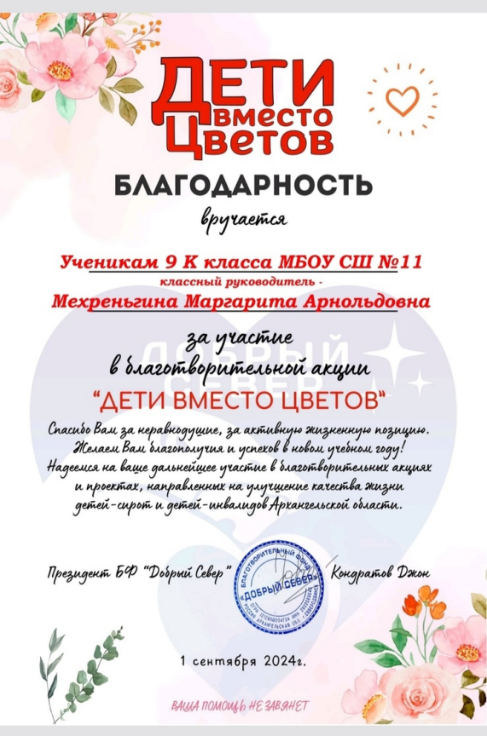 ДЕТИ
ВМЕСТО
ЦВЕТОВ
БЛАГОДАРНОСТЬ
вручается
Ученикам 9 К класса МБОУ СШ №11
классный руководитель -
Мехреньгина Маргарита Арнольдовна
за участие
в благотворительной акции
“ДЕТИ ВМЕСТО ЦВЕТОВ”
Спасибо Вам за неравнодушие, за активную жизненную позицию.
Желаем Вам благополучия и успехов в новом учебном году!
Надеемся на ваше дальнейшее участие в благотворительных акциях
и проектах, направленных на улучшение качества жизни
детей-сирот и детей-инвалидов Архангельской области.
ДОБРЫЙ
СЕВЕР
Президент БФ “Добрый Север”
БЛАГОТВОРИТЕЛЬНЫЙ ФОНД
«ДОБРЫЙ СЕВЕР»
Кондратов Джон
1 сентября 2024г.
ВАША ПОМОЩЬ НЕ ЗАВЯНЕТ